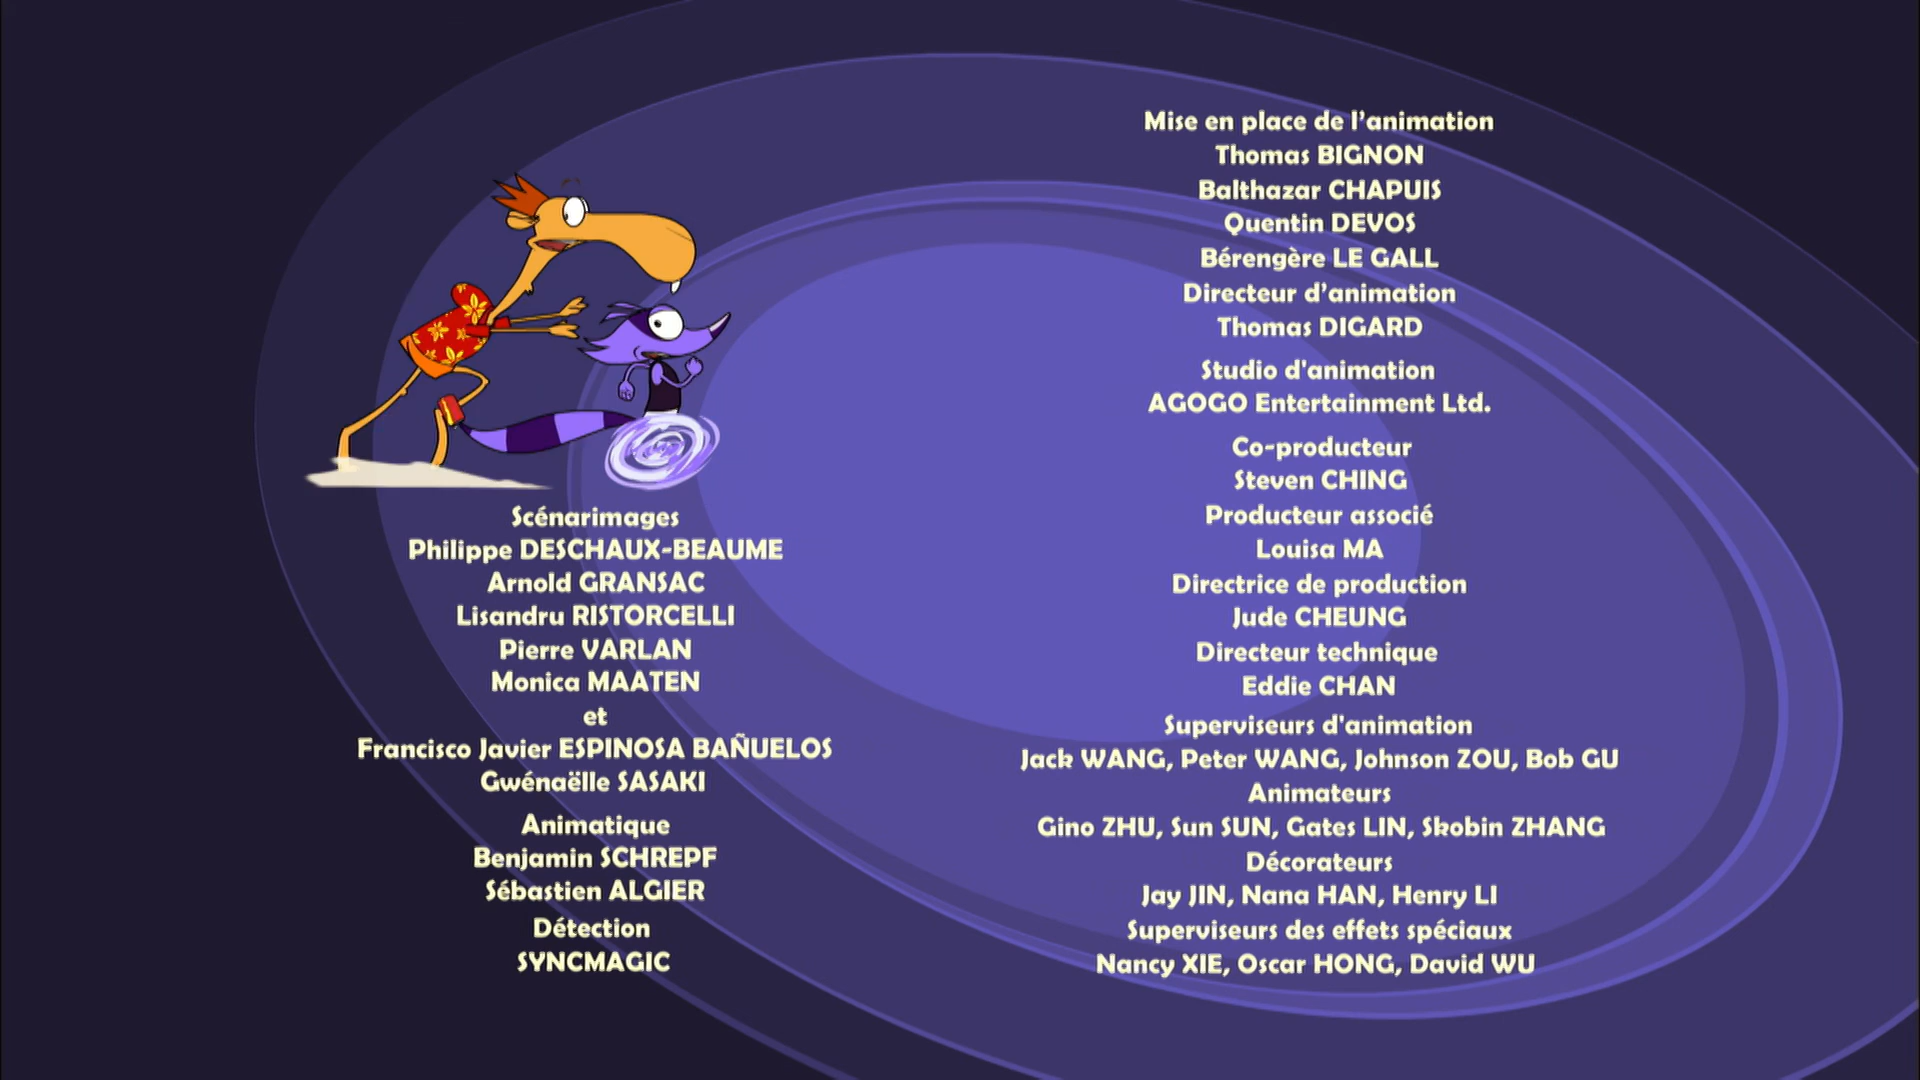 Scénarimages
Philippe DESCHAUX-BEAUME
Arnold GRANSAC
Lisandru RISTORCELLI
Pierre VARLAN
Monica MAATEN
et
Francisco Javier ESPINOSA BAÑUELOS
Gwénaëlle SASAKI
Animatique
Benjamin SCHREPF
Sébastien ALGIER
Détection
SYNCMAGIC
Mise en place de l’animation
Thomas BIGNON
Balthazar CHAPUIS
Quentin DEVOS
Bérengère LE GALL
Directeur d’animation
Thomas DIGARD
Studio d'animation
AGOGO Entertainment Ltd.
Co-producteur
Steven CHING
Producteur associé
Louisa MA
Directrice de production
Jude CHEUNG
Directeur technique
Eddie CHAN
Superviseurs d'animation
Jack WANG, Peter WANG, Johnson ZOU, Bob GU
Animateurs
Gino ZHU, Sun SUN, Gates LIN, Skobin ZHANG
Décorateurs
Jay JIN, Nana HAN, Henry LI
Superviseurs des effets spéciaux
Nancy XIE, Oscar HONG, David WU